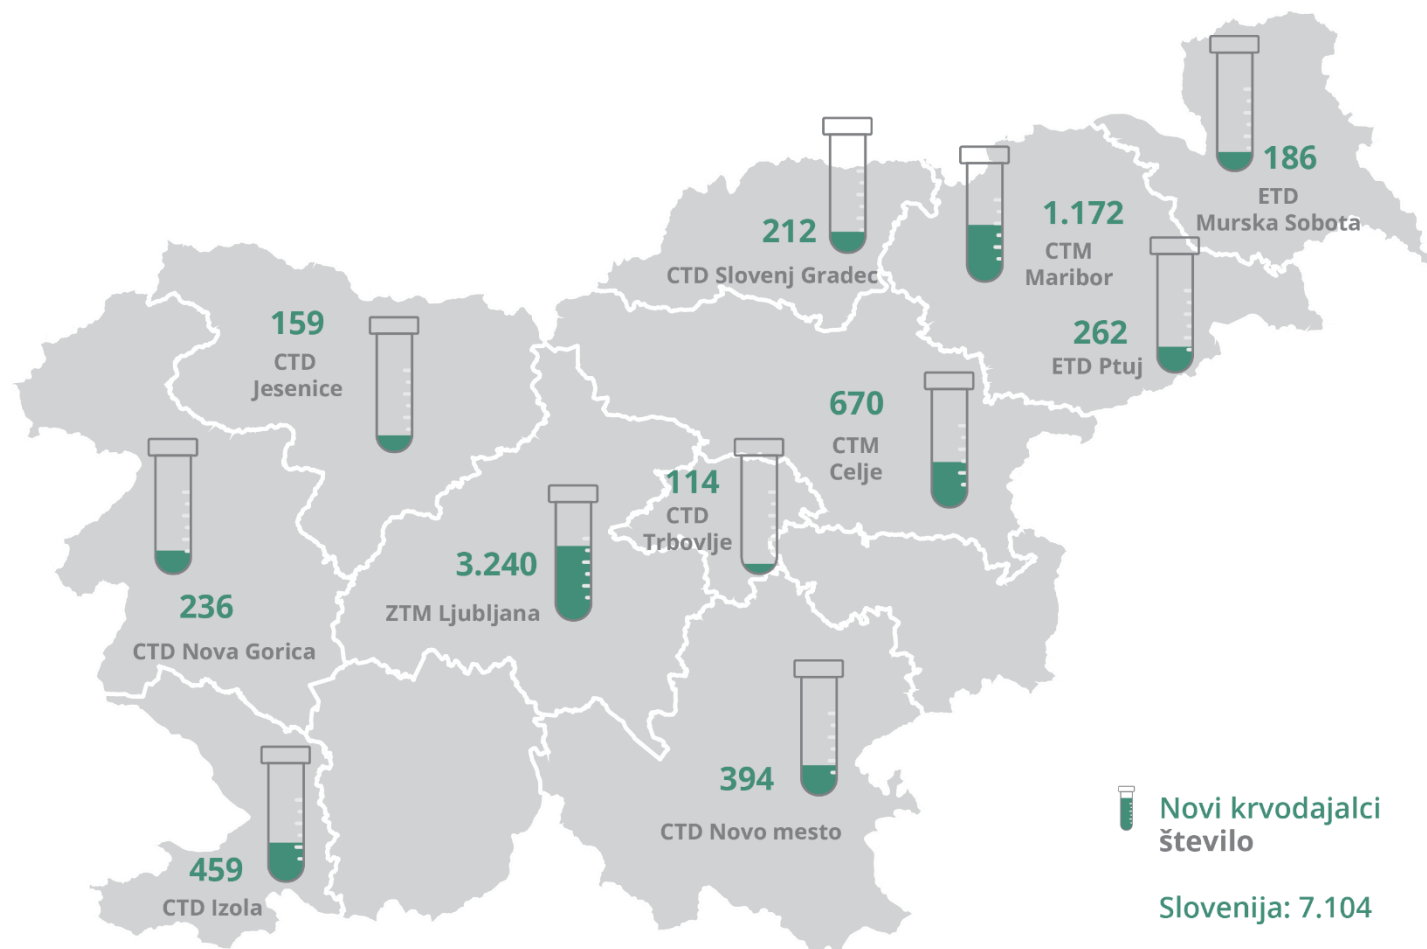 186
ETD
Murska Sobota
1.172
CTM
Maribor
212
CTD Slovenj Gradec
262
ETD Ptuj
159
CTD
Jesenice
670
CTM
Celje
114
CTD
Trbovlje
3.240
ZTM Ljubljana
236
CTD Nova Gorica
394
CTD Novo mesto
459
CTD Izola
Novi krvodajalci
število
Slovenija: 7.104